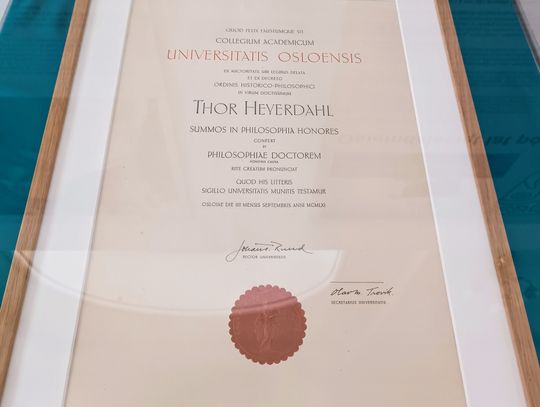 QUOD FELIX FAUSTUMQUE SIT
COLLEGIUM ACADEMICUM
UNIVERSITATIS OSLOENSIS
EX AUCTORITATE SIBI LEGIBUS DELATA
ET EX DECRETO
ORDINIS HISTORICO-PHILOSOPHICI
IN VIRUM DOCTISSIMUM
THOR HEYERDAHL
SUMMOS IN PHILOSOPHIA HONORES
CONFERT
ET
PHILOSOPHIAE DOCTOREM
HONORIS CAUSA
RITE CREATUM PRONUNCIAT
QUOD HIS LITTERIS
SIGILLO UNIVERSITATIS MUNITIS TESTAMUR
OSLOIAE DIE III MENSIS SEPTEMBRIS ANNI MCMLXI
RECTOR UNIVERSITATIS
SECRETARIUS UNIVERSITATIS